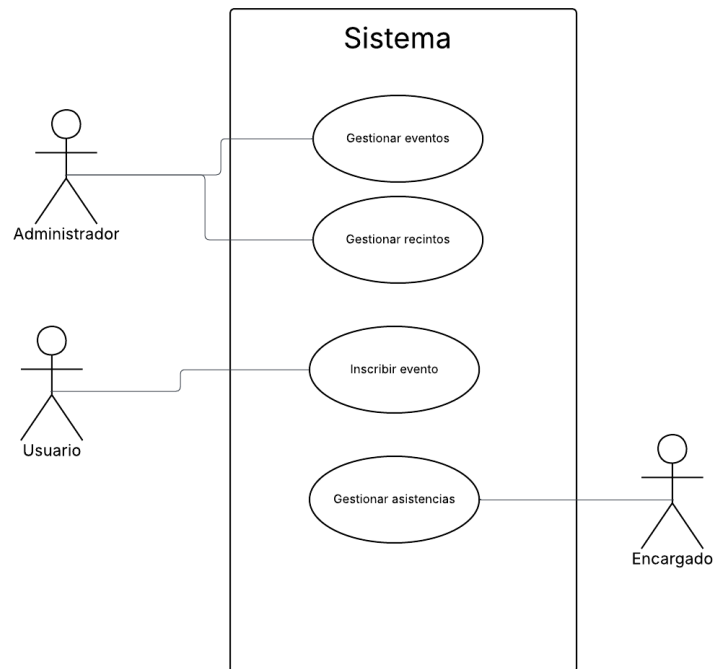 Sistema
Gestionar eventos
Administrador
Gestionar recintos
Inscribir evento
Usuario
Gestionar asistencias
Encargado